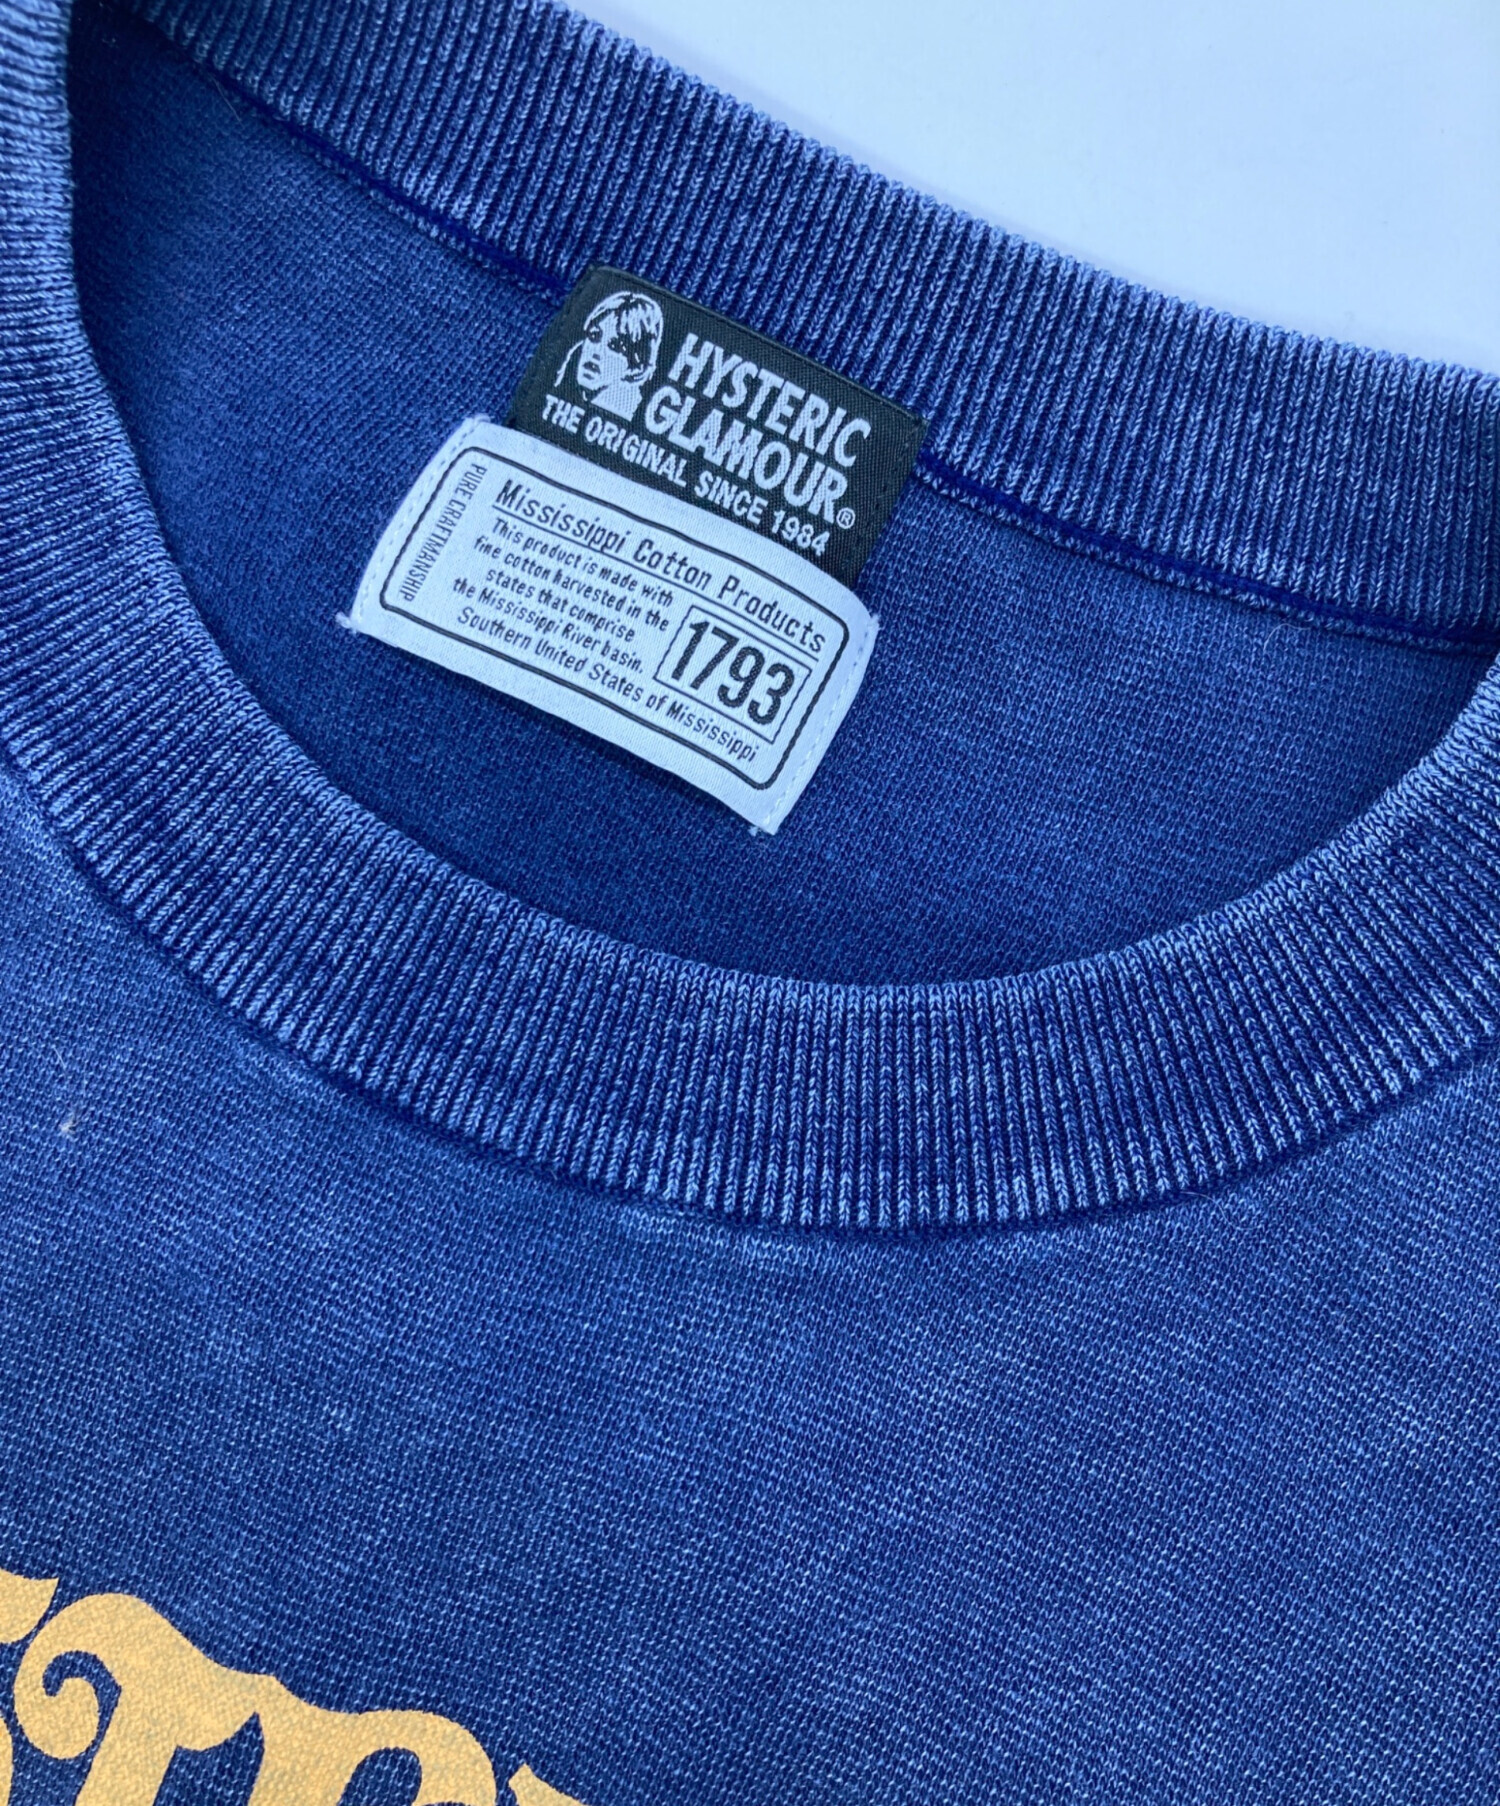 HYSTERIC
GLAMOUR®
THE ORIGINAL SINCE 1984
PURE CRAFTMANSHIP
Mississippi Cotton Products
This product is made with
fine cotton harvested in the
states that comprise
the Mississippi River basin.
Southern United States of Mississippi
1793